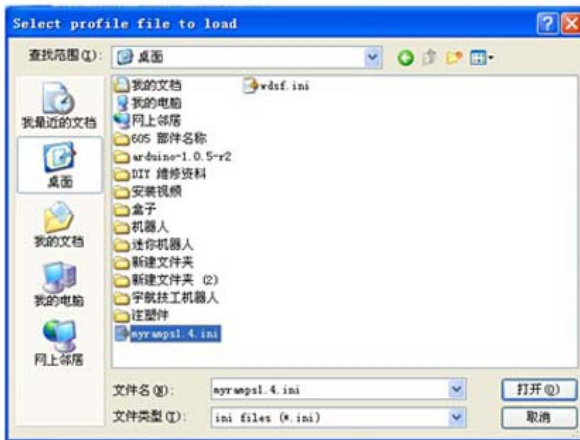 Select profile file to load
查找范围(I):
桌面
我最近的文档
桌面
我的文档
我的电脑
网上邻居
我的文档
我的电脑
网上邻居
605 部件名称
arduino-1.0.5-r2
DIY 维修资料
安装视频
盒子
机器人
迷你机器人
新建文件夹
新建文件夹 (2)
宇航技工机器人
注塑件
myramps1.4.ini
wdsf.ini
文件名(N):
myramps1.4.ini
打开(O)
文件类型(T):
ini files (*.ini)
取消